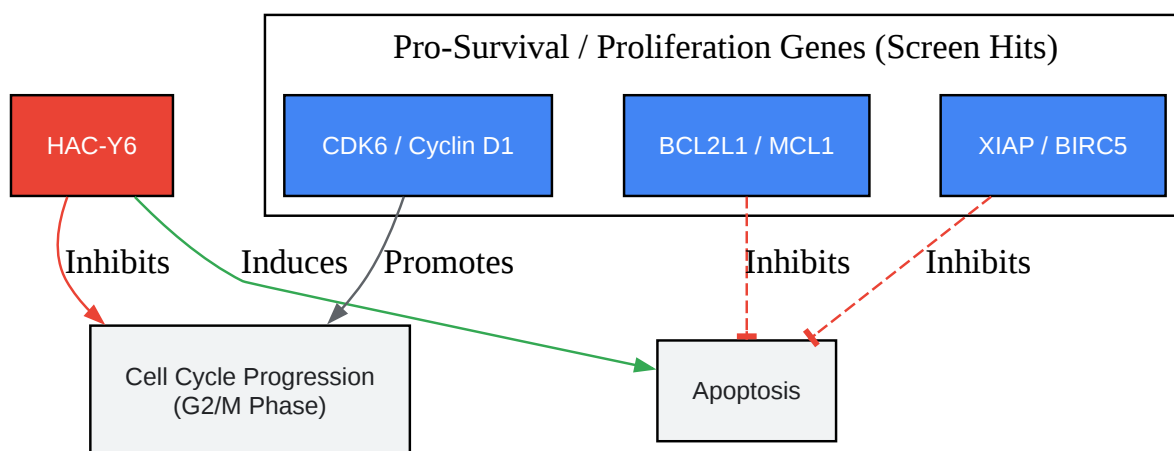 Pro-Survival / Proliferation Genes (Screen Hits)
HAC-Y6
CDK6 / Cyclin D1
BCL2L1 / MCL1
XIAP / BIRC5
Inhibits
Induces
Promotes
Inhibits
Inhibits
Cell Cycle Progression
(G2/M Phase)
Apoptosis